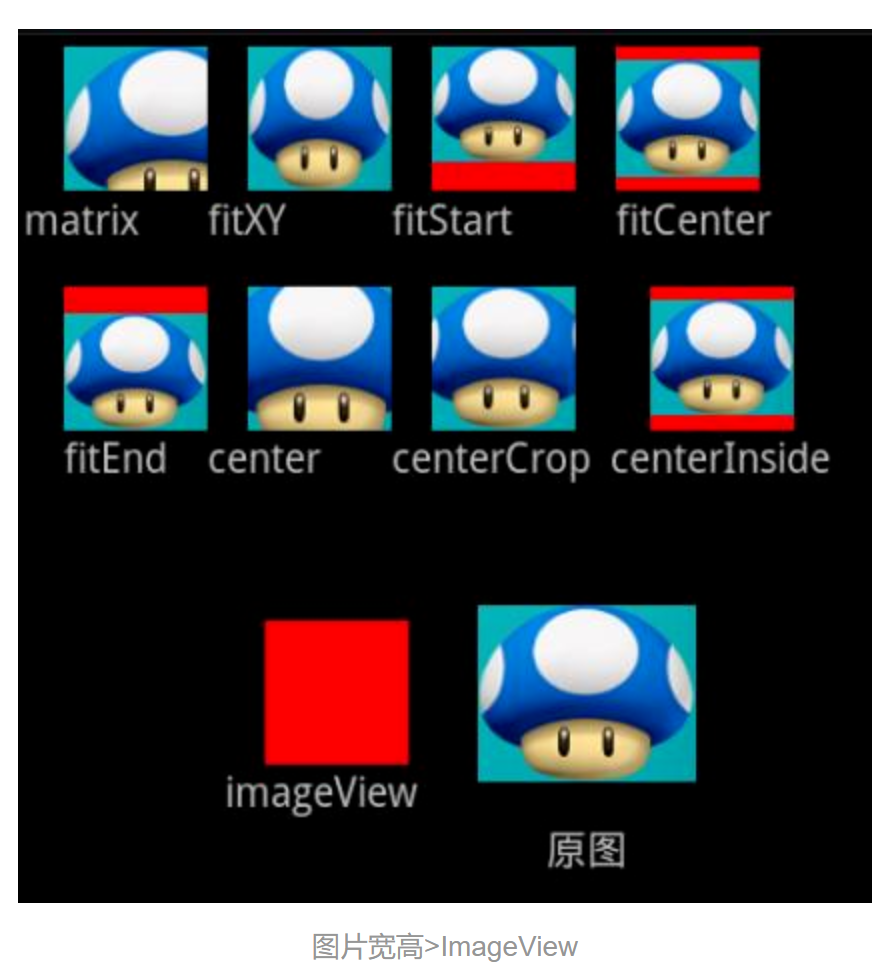 matrix fitXY fitStart fitCenter
fitEnd center centerCrop centerInside
imageView
原图
图片宽高>ImageView